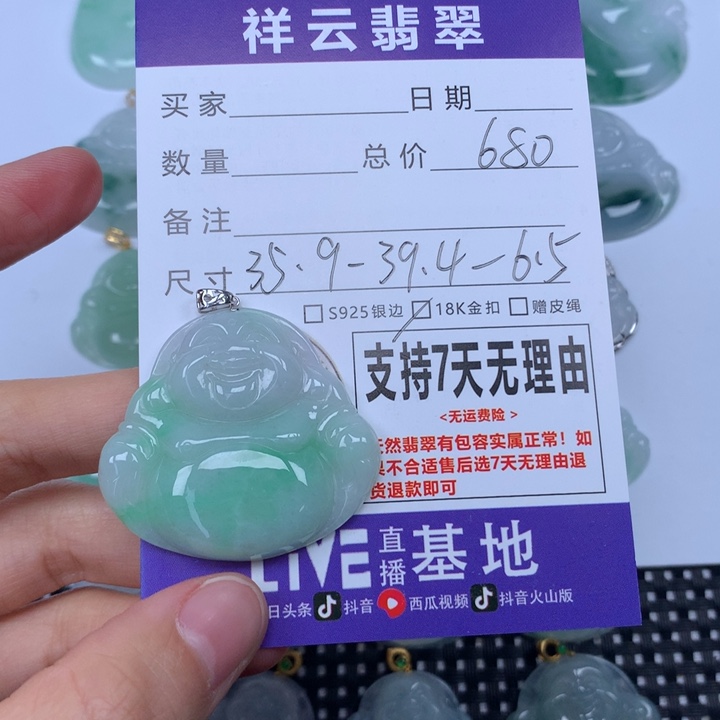 祥云翡翠
买家 日期
数量 总价 680
备注
尺寸 35.9-39.4-6.5
S925银边 18K金扣 赠皮绳
支持7天无理由
<无运费险>
然翡翠有包容实属正常！如
不合适售后选7天无理由退
货退款即可
LIVE 直播 基地
日头条 抖音 西瓜视频 抖音火山版